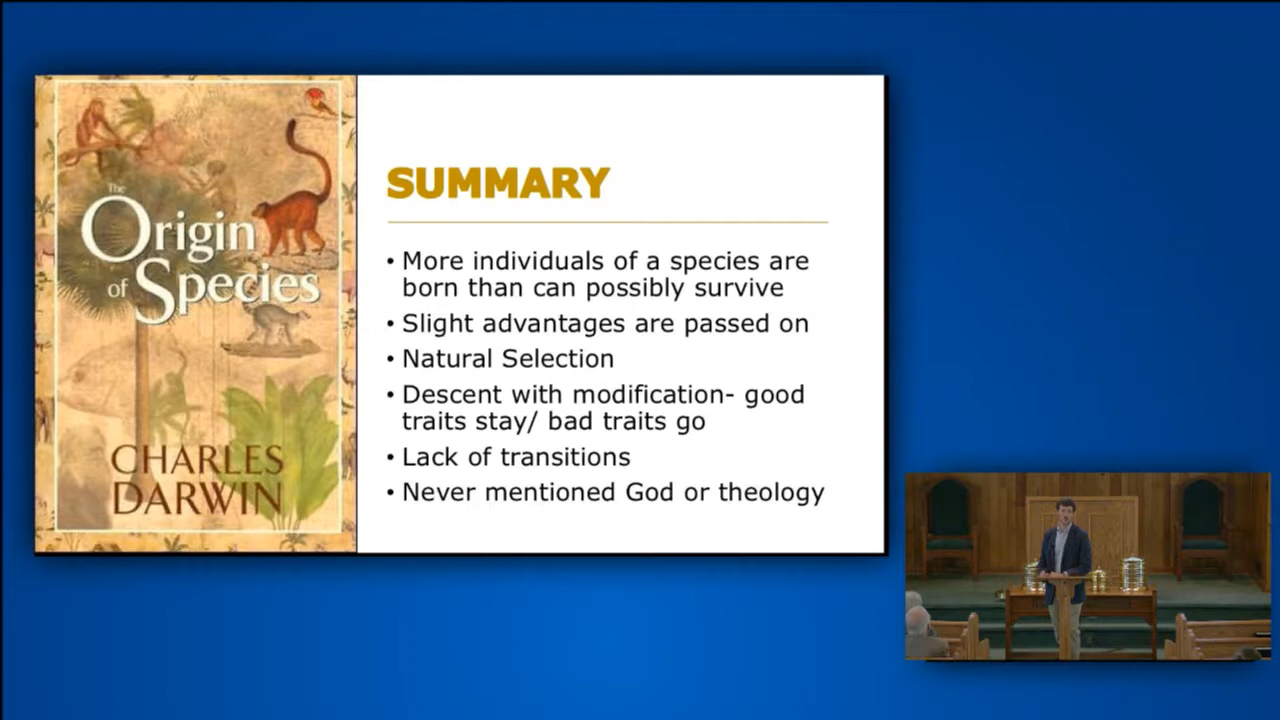 The
Origin
of Species
CHARLES
DARWIN
SUMMARY
• More individuals of a species are
born than can possibly survive
• Slight advantages are passed on
• Natural Selection
• Descent with modification- good
traits stay/ bad traits go
• Lack of transitions
• Never mentioned God or theology